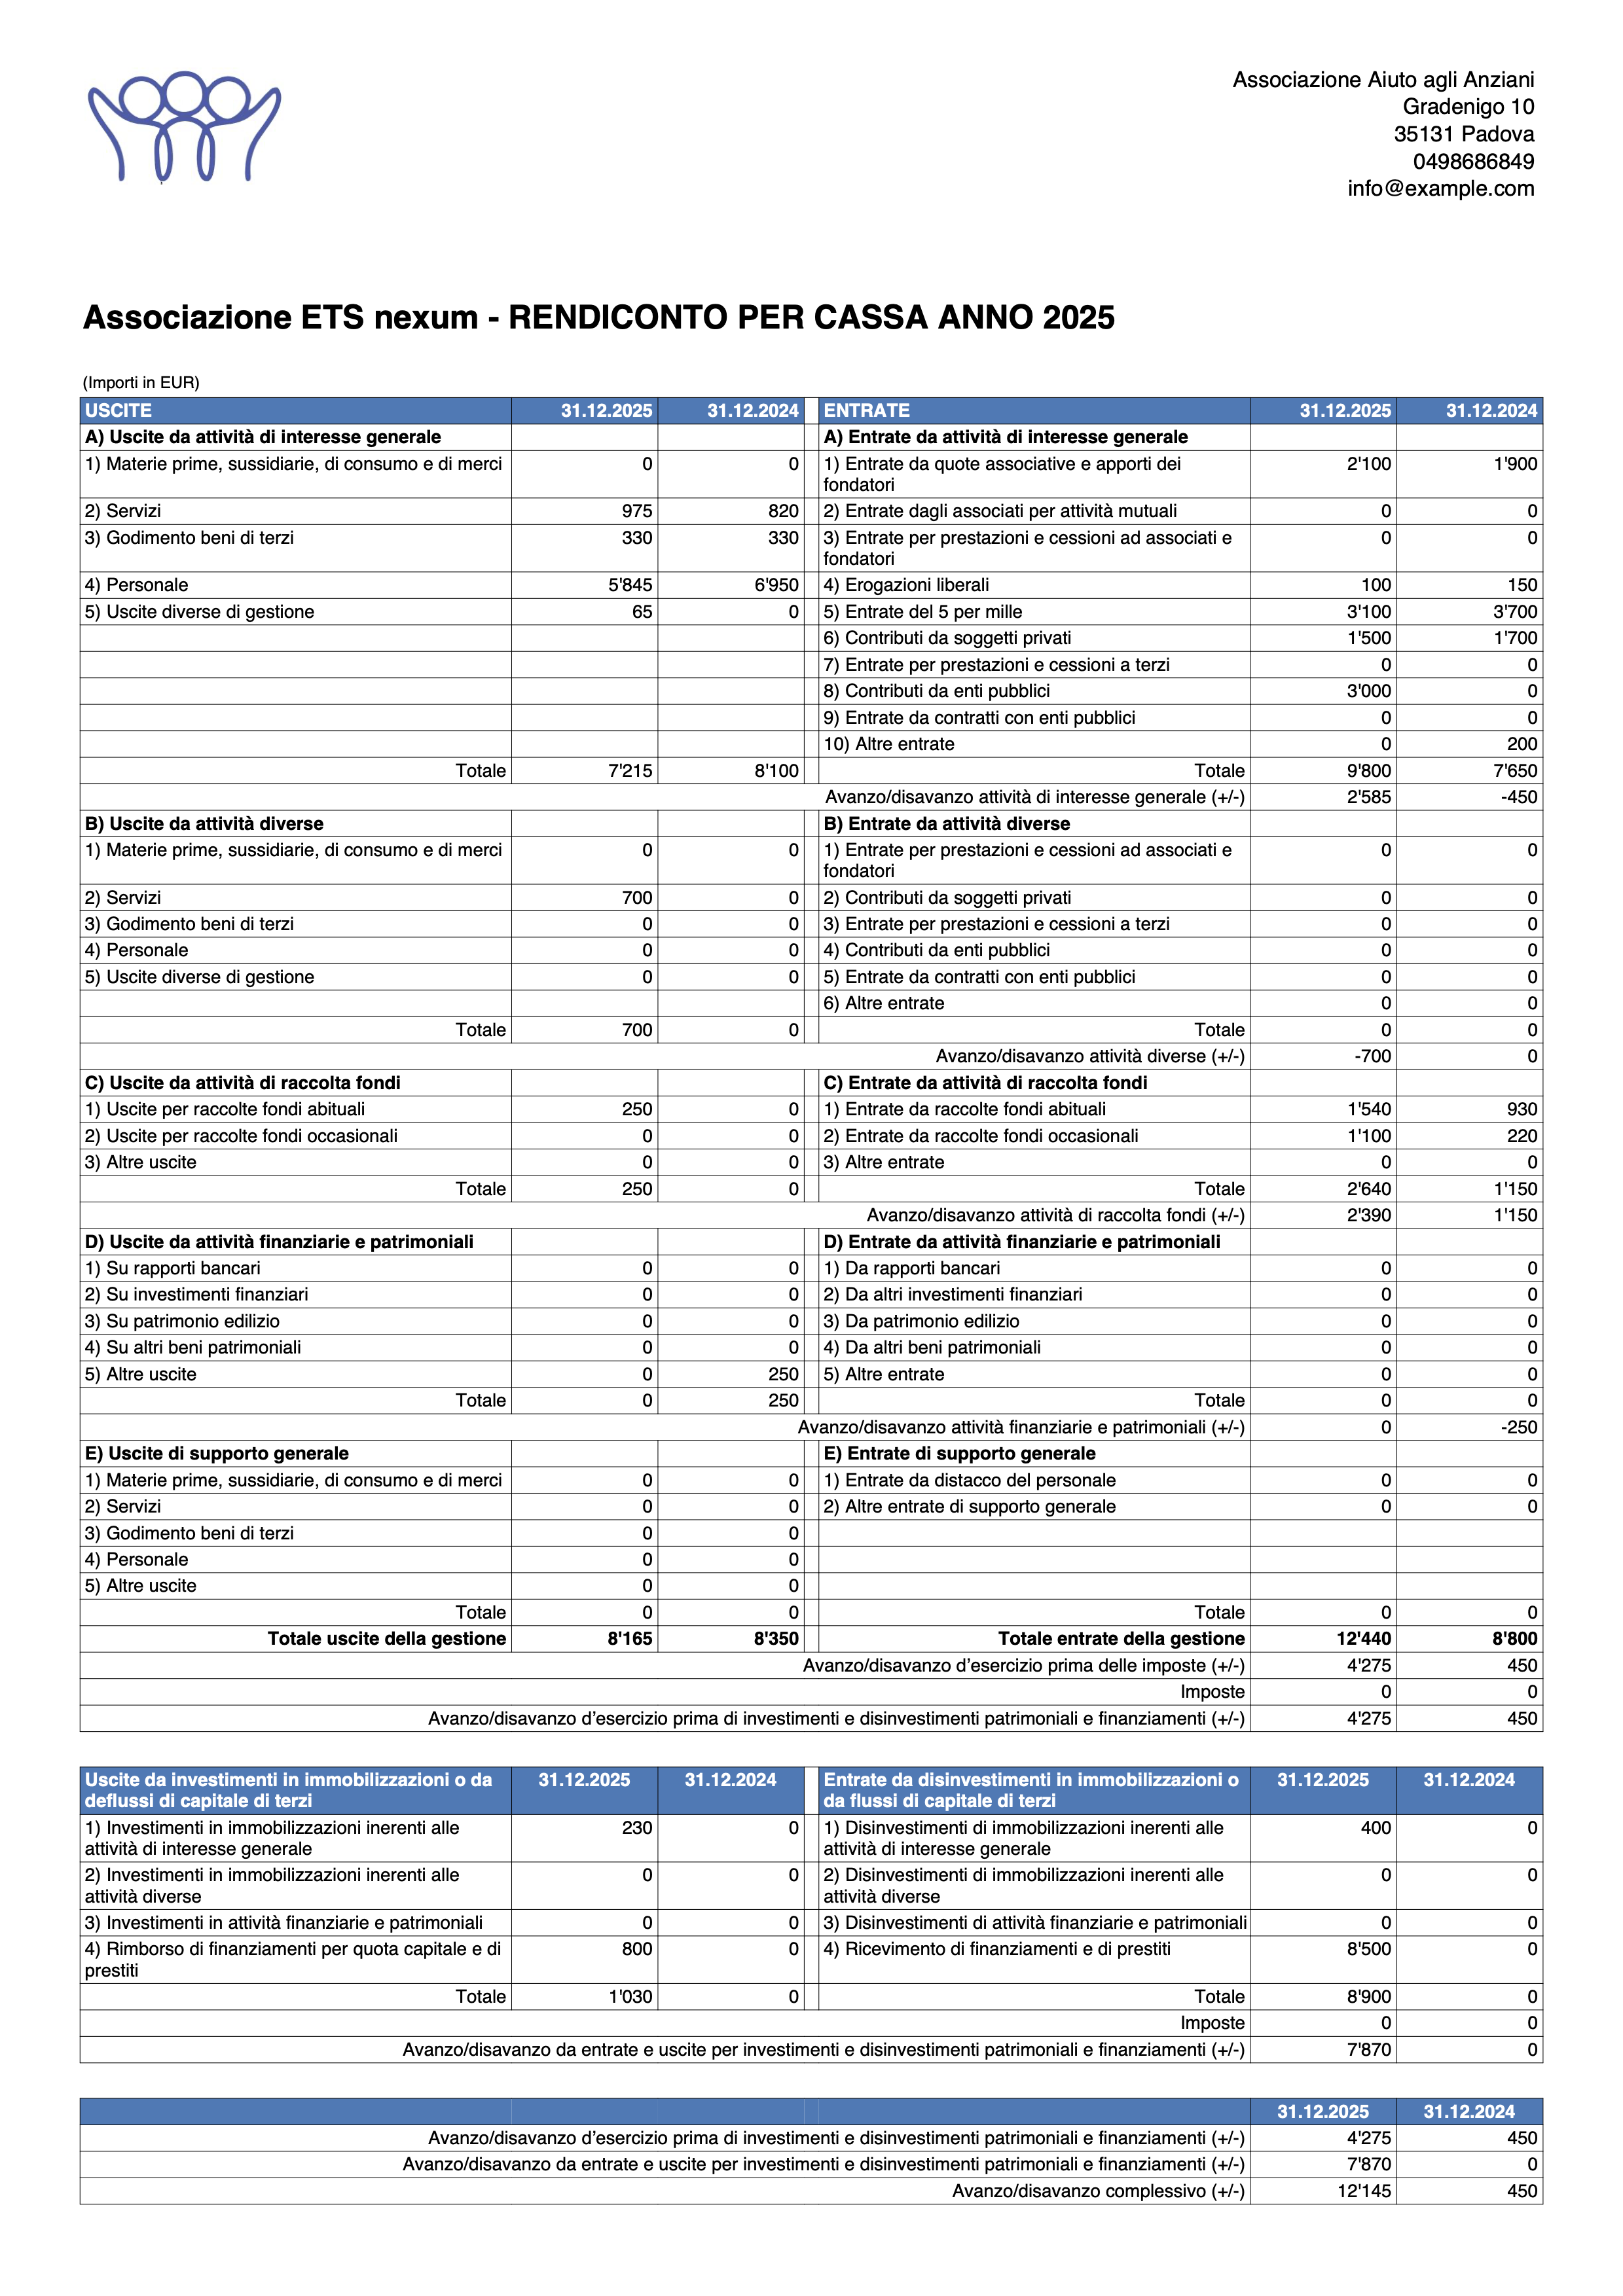 Associazione Aiuto agli Anziani
Gradenigo 10
35131 Padova
0498686849
info@example.com
Associazione ETS nexum - RENDICONTO PER CASSA ANNO 2025
(Importi in EUR)
USCITE 31.12.2025 31.12.2024 ENTRATE 31.12.2025 31.12.2024
A) Uscite da attività di interesse generale A) Entrate da attività di interesse generale
1) Materie prime, sussidiarie, di consumo e di merci 0 0 1) Entrate da quote associative e apporti dei 2'100 1'900
fondatori
2) Servizi 975 820 2) Entrate dagli associati per attività mutuali 0 0
3) Godimento beni di terzi 330 330 3) Entrate per prestazioni e cessioni ad associati e 0 0
fondatori
4) Personale 5'845 6'950 4) Erogazioni liberali 100 150
5) Uscite diverse di gestione 65 0 5) Entrate del 5 per mille 3'100 3'700
6) Contributi da soggetti privati 1'500 1'700
7) Entrate per prestazioni e cessioni a terzi 0 0
8) Contributi da enti pubblici 3'000 0
9) Entrate da contratti con enti pubblici 0 0
10) Altre entrate 0 200
Totale 7'215 8'100 Totale 9'800 7'650
Avanzo/disavanzo attività di interesse generale (+/-) 2'585 -450
B) Uscite da attività diverse B) Entrate da attività diverse
1) Materie prime, sussidiarie, di consumo e di merci 0 0 1) Entrate per prestazioni e cessioni ad associati e 0 0
fondatori
2) Servizi 700 0 2) Contributi da soggetti privati 0 0
3) Godimento beni di terzi 0 0 3) Entrate per prestazioni e cessioni a terzi 0 0
4) Personale 0 0 4) Contributi da enti pubblici 0 0
5) Uscite diverse di gestione 0 0 5) Entrate da contratti con enti pubblici 0 0
6) Altre entrate 0 0
Totale 700 0 Totale 0 0
Avanzo/disavanzo attività diverse (+/-) -700 0
C) Uscite da attività di raccolta fondi C) Entrate da attività di raccolta fondi
1) Uscite per raccolte fondi abituali 250 0 1) Entrate da raccolte fondi abituali 1'540 930
2) Uscite per raccolte fondi occasionali 0 0 2) Entrate da raccolte fondi occasionali 1'100 220
3) Altre uscite 0 0 3) Altre entrate 0 0
Totale 250 0 Totale 2'640 1'150
Avanzo/disavanzo attività di raccolta fondi (+/-) 2'390 1'150
D) Uscite da attività finanziarie e patrimoniali D) Entrate da attività finanziarie e patrimoniali
1) Su rapporti bancari 0 0 1) Da rapporti bancari 0 0
2) Su investimenti finanziari 0 0 2) Da altri investimenti finanziari 0 0
3) Su patrimonio edilizio 0 0 3) Da patrimonio edilizio 0 0
4) Su altri beni patrimoniali 0 0 4) Da altri beni patrimoniali 0 0
5) Altre uscite 0 250 5) Altre entrate 0 0
Totale 0 250 Totale 0 0
Avanzo/disavanzo attività finanziarie e patrimoniali (+/-) 0 -250
E) Uscite di supporto generale E) Entrate di supporto generale
1) Materie prime, sussidiarie, di consumo e di merci 0 0 1) Entrate da distacco del personale 0 0
2) Servizi 0 0 2) Altre entrate di supporto generale 0 0
3) Godimento beni di terzi 0 0
4) Personale 0 0
5) Altre uscite 0 0
Totale 0 0 Totale 0 0
Totale uscite della gestione 8'165 8'350 Totale entrate della gestione 12'440 8'800
Avanzo/disavanzo d’esercizio prima delle imposte (+/-) 4'275 450
Imposte 0 0
Avanzo/disavanzo d’esercizio prima di investimenti e disinvestimenti patrimoniali e finanziamenti (+/-) 4'275 450
Uscite da investimenti in immobilizzazioni o da 31.12.2025 31.12.2024 Entrate da disinvestimenti in immobilizzazioni o 31.12.2025 31.12.2024
deflussi di capitale di terzi da flussi di capitale di terzi
1) Investimenti in immobilizzazioni inerenti alle 230 0 1) Disinvestimenti di immobilizzazioni inerenti alle 400 0
attività di interesse generale attività di interesse generale
2) Investimenti in immobilizzazioni inerenti alle 0 0 2) Disinvestimenti di immobilizzazioni inerenti alle 0 0
attività diverse attività diverse
3) Investimenti in attività finanziarie e patrimoniali 0 0 3) Disinvestimenti di attività finanziarie e patrimoniali 0 0
4) Rimborso di finanziamenti per quota capitale e di 800 0 4) Ricevimento di finanziamenti e di prestiti 8'500 0
prestiti
Totale 1'030 0 Totale 8'900 0
Imposte 0 0
Avanzo/disavanzo da entrate e uscite per investimenti e disinvestimenti patrimoniali e finanziamenti (+/-) 7'870 0
31.12.2025 31.12.2024
Avanzo/disavanzo d’esercizio prima di investimenti e disinvestimenti patrimoniali e finanziamenti (+/-) 4'275 450
Avanzo/disavanzo da entrate e uscite per investimenti e disinvestimenti patrimoniali e finanziamenti (+/-) 7'870 0
Avanzo/disavanzo complessivo (+/-) 12'145 450